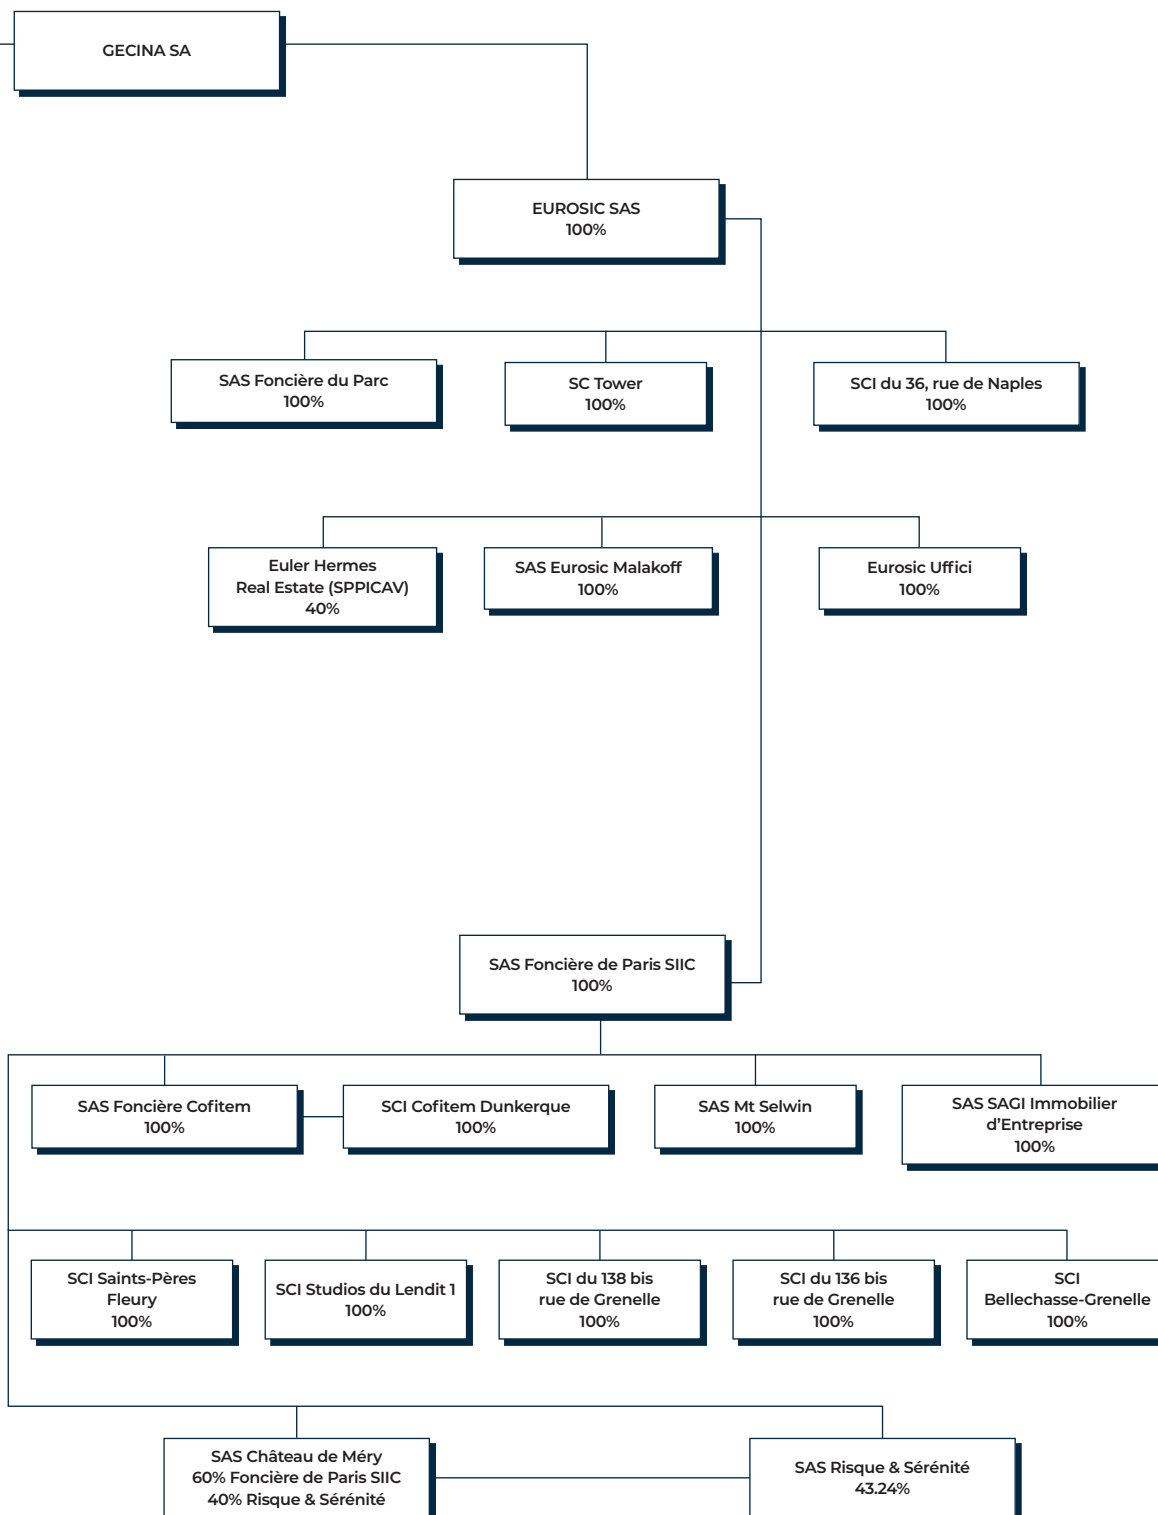 GECINA SA
EUROSIC SAS
100%
SAS Foncière du Parc
100%
SC Tower
100%
SCI du 36, rue de Naples
100%
Euler Hermes
Real Estate (SPPICAV)
40%
SAS Eurosic Malakoff
100%
Eurosic Uffici
100%
SAS Foncière de Paris SIIC
100%
SAS Foncière Cofitem
100%
SCI Cofitem Dunkerque
100%
SAS Mt Selwin
100%
SAS SAGI Immobilier
d’Entreprise
100%
SCI Saints-Pères
Fleury
100%
SCI Studios du Lendit 1
100%
SCI du 138 bis
rue de Grenelle
100%
SCI du 136 bis
rue de Grenelle
100%
SCI
Bellechasse-Grenelle
100%
SAS Château de Méry
60% Foncière de Paris SIIC
40% Risque & Sérénité
SAS Risque & Sérénité
43.24%